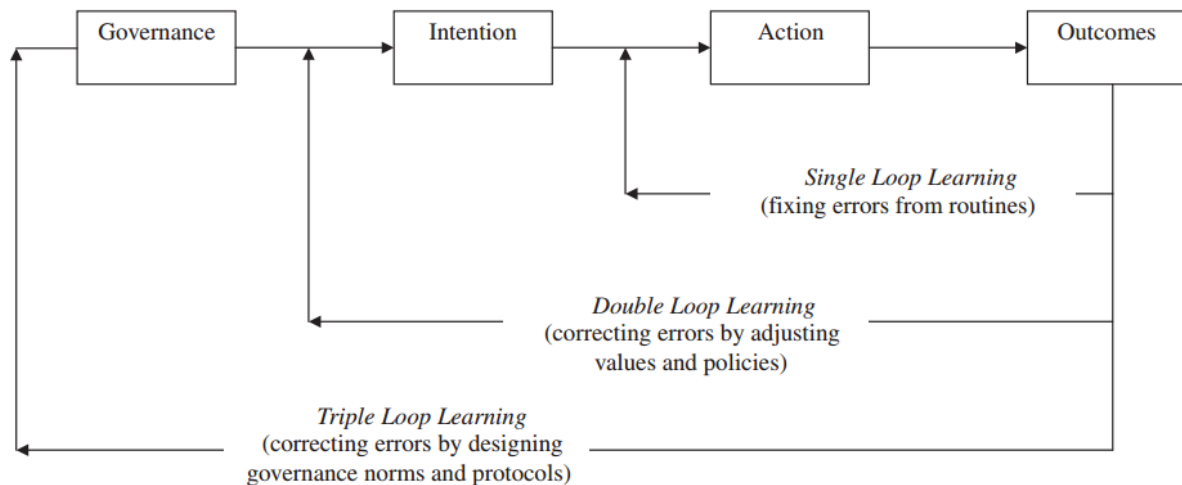 Governance
Intention
Action
Outcomes
Single Loop Learning
(fixing errors from routines)
Double Loop Learning
(correcting errors by adjusting
values and policies)
Triple Loop Learning
(correcting errors by designing
governance norms and protocols)